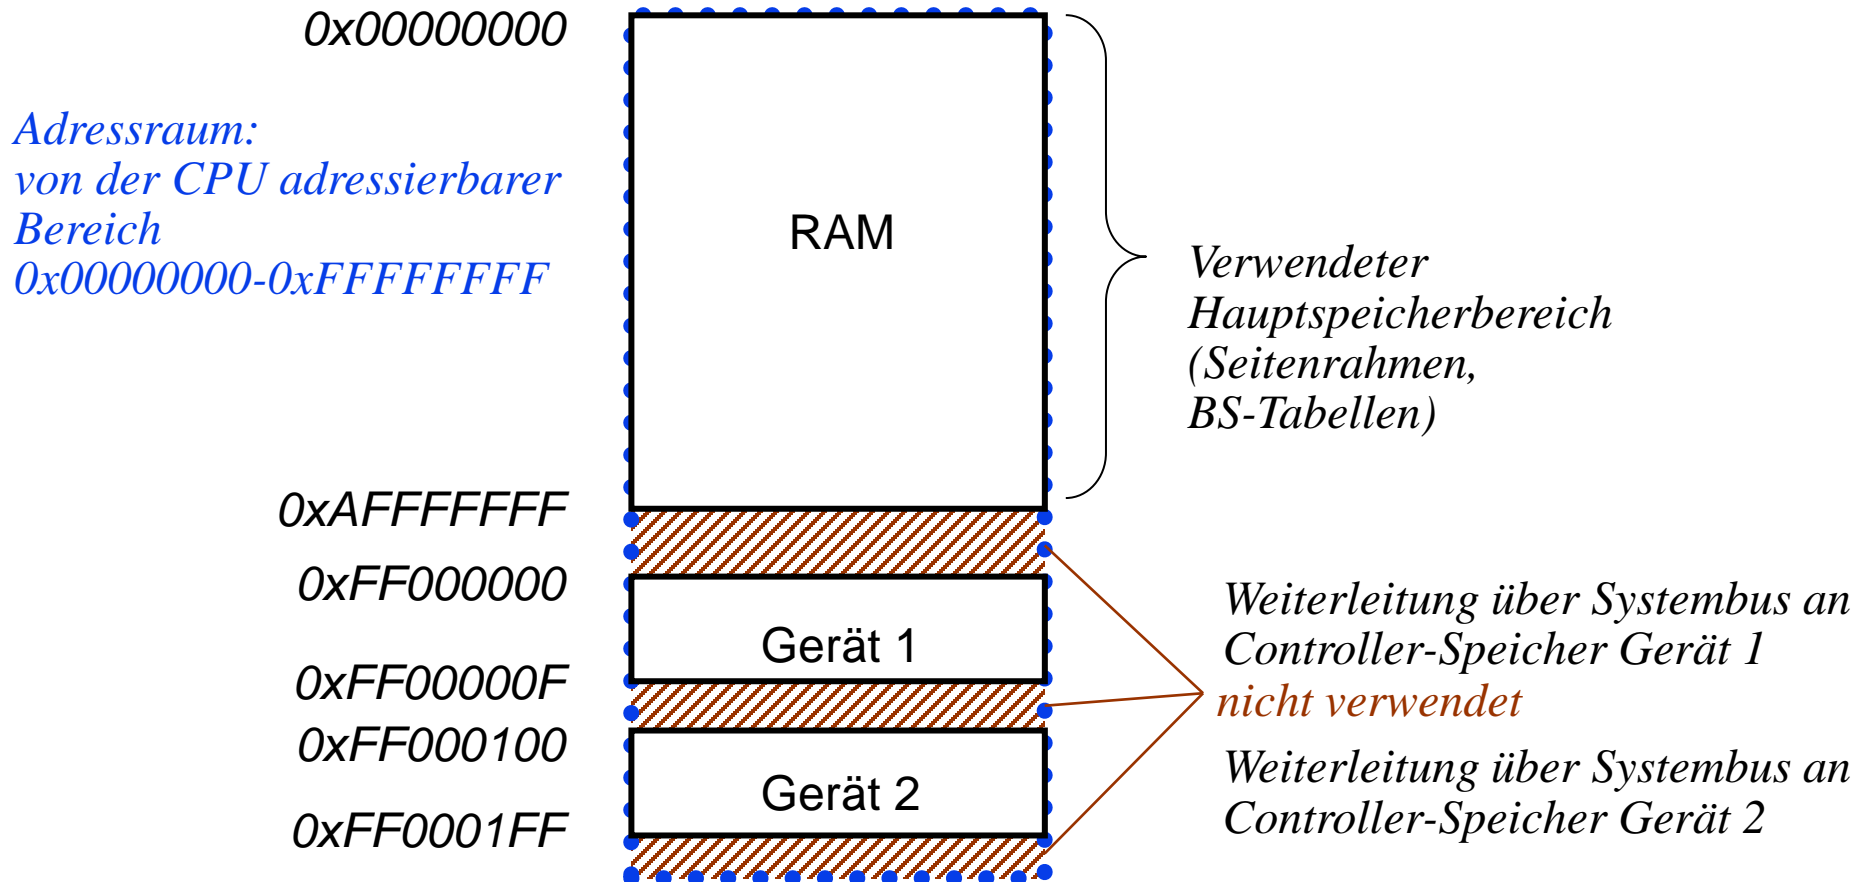 0x00000000
Adressraum:
von der CPU adressierbarer
Bereich
0x00000000-0xFFFFFFFF
RAM
Verwendeter
Hauptspeicherbereich
(Seitenrahmen,
BS-Tabellen)
0xAFFFFFFF
0xFF000000
Gerät 1
0xFF00000F
Weiterleitung über Systembus an
Controller-Speicher Gerät 1
nicht verwendet
0xFF000100
Gerät 2
0xFF0001FF
Weiterleitung über Systembus an
Controller-Speicher Gerät 2